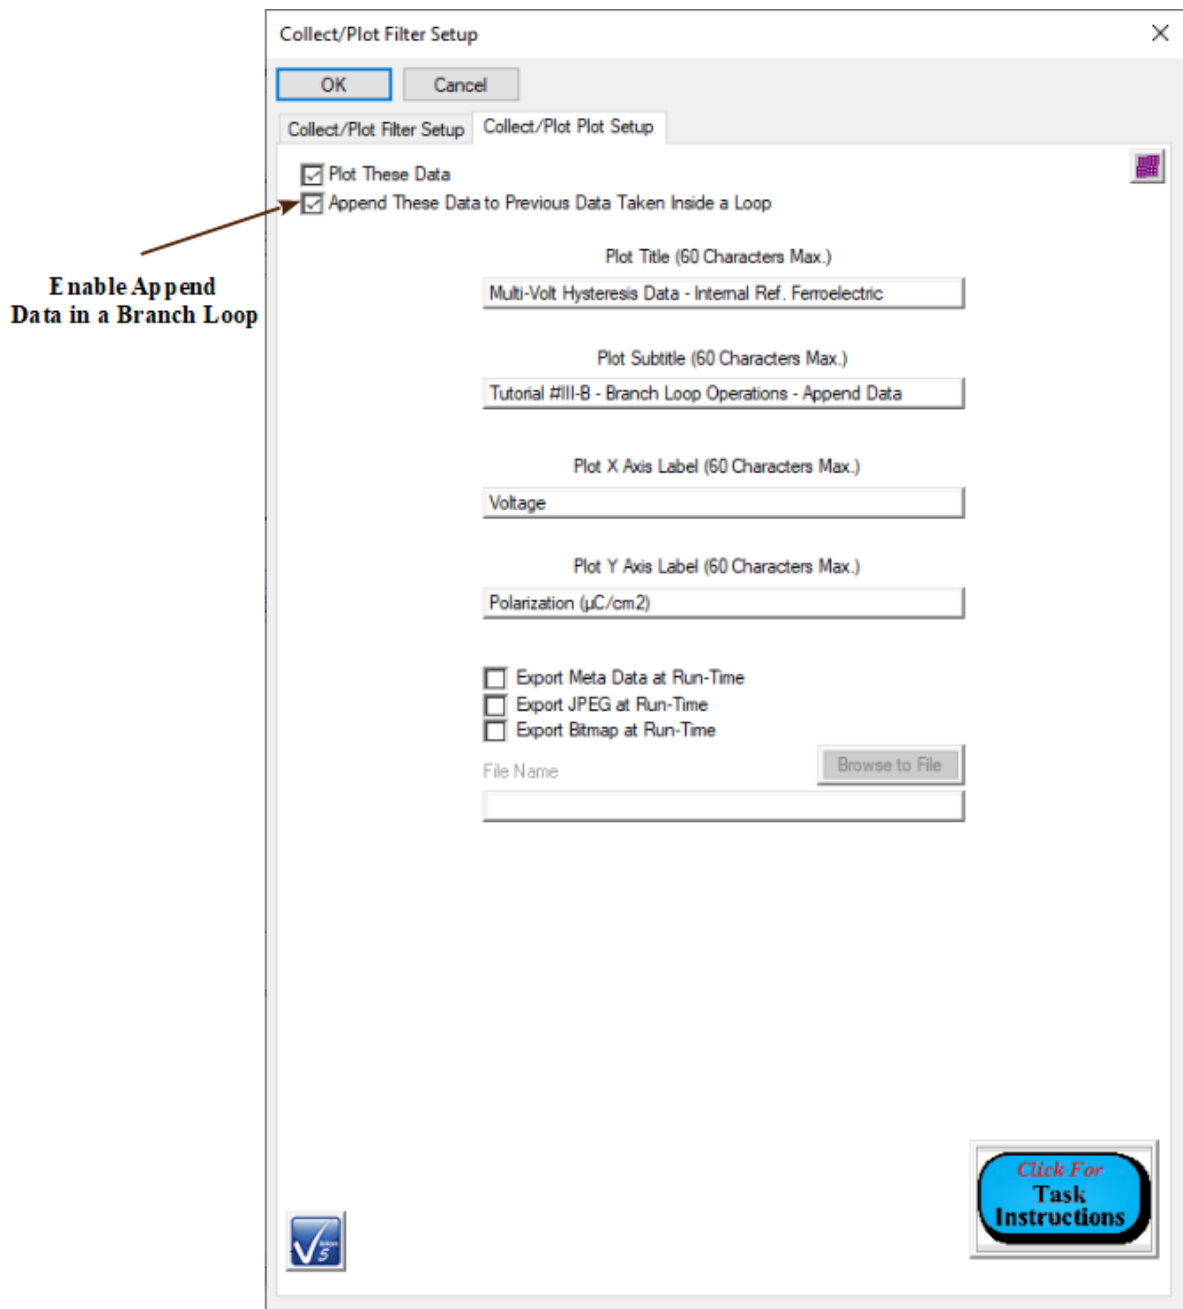 Collect/Plot Filter Setup
OK
Cancel
Collect/Plot Filter Setup
Collect/Plot Plot Setup
Plot These Data
Append These Data to Previous Data Taken Inside a Loop
Enable Append
Data in a Branch Loop
Plot Title (60 Characters Max.)
Multi-Volt Hysteresis Data - Internal Ref. Ferroelectric
Plot Subtitle (60 Characters Max.)
Tutorial #III-B - Branch Loop Operations - Append Data
Plot X Axis Label (60 Characters Max.)
Voltage
Plot Y Axis Label (60 Characters Max.)
Polarization (µC/cm2)
Export Meta Data at Run-Time
Export JPEG at Run-Time
Export Bitmap at Run-Time
File Name
Browse to File
Click For
Task
Instructions
5